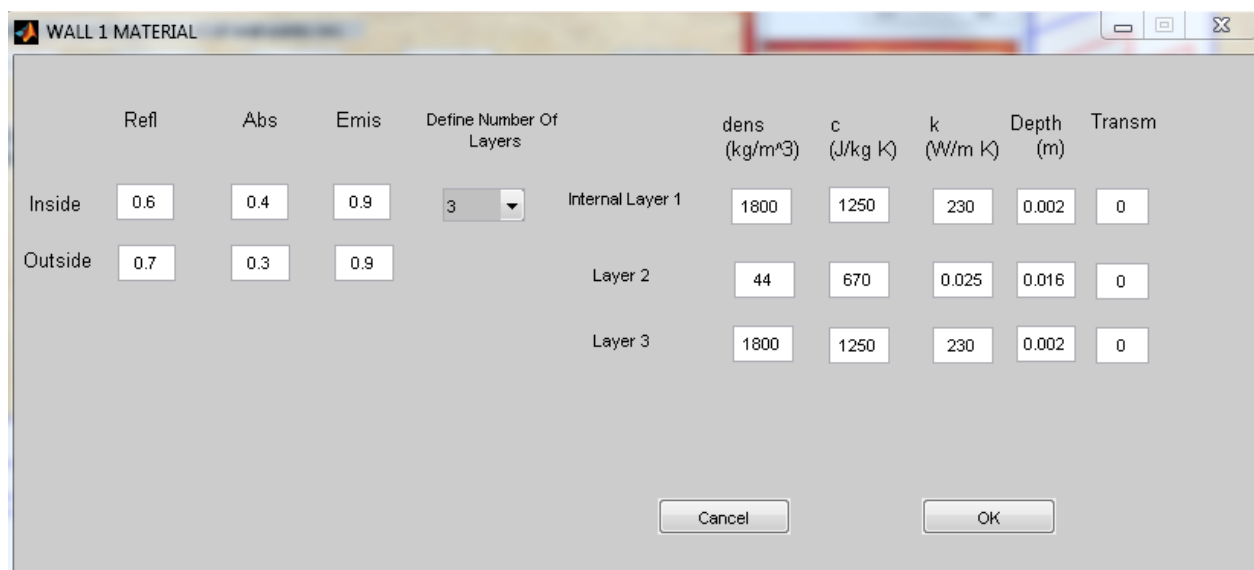 WALL 1 MATERIAL
Refl Abs Emis Define Number Of
Layers
dens c k Depth Transm
(kg/m^3) (J/kg K) (W/m K) (m)
Inside 0.6 0.4 0.9 3 Internal Layer 1 1800 1250 230 0.002 0
Outside 0.7 0.3 0.9 Layer 2 44 670 0.025 0.016 0
Layer 3 1800 1250 230 0.002 0
Cancel OK